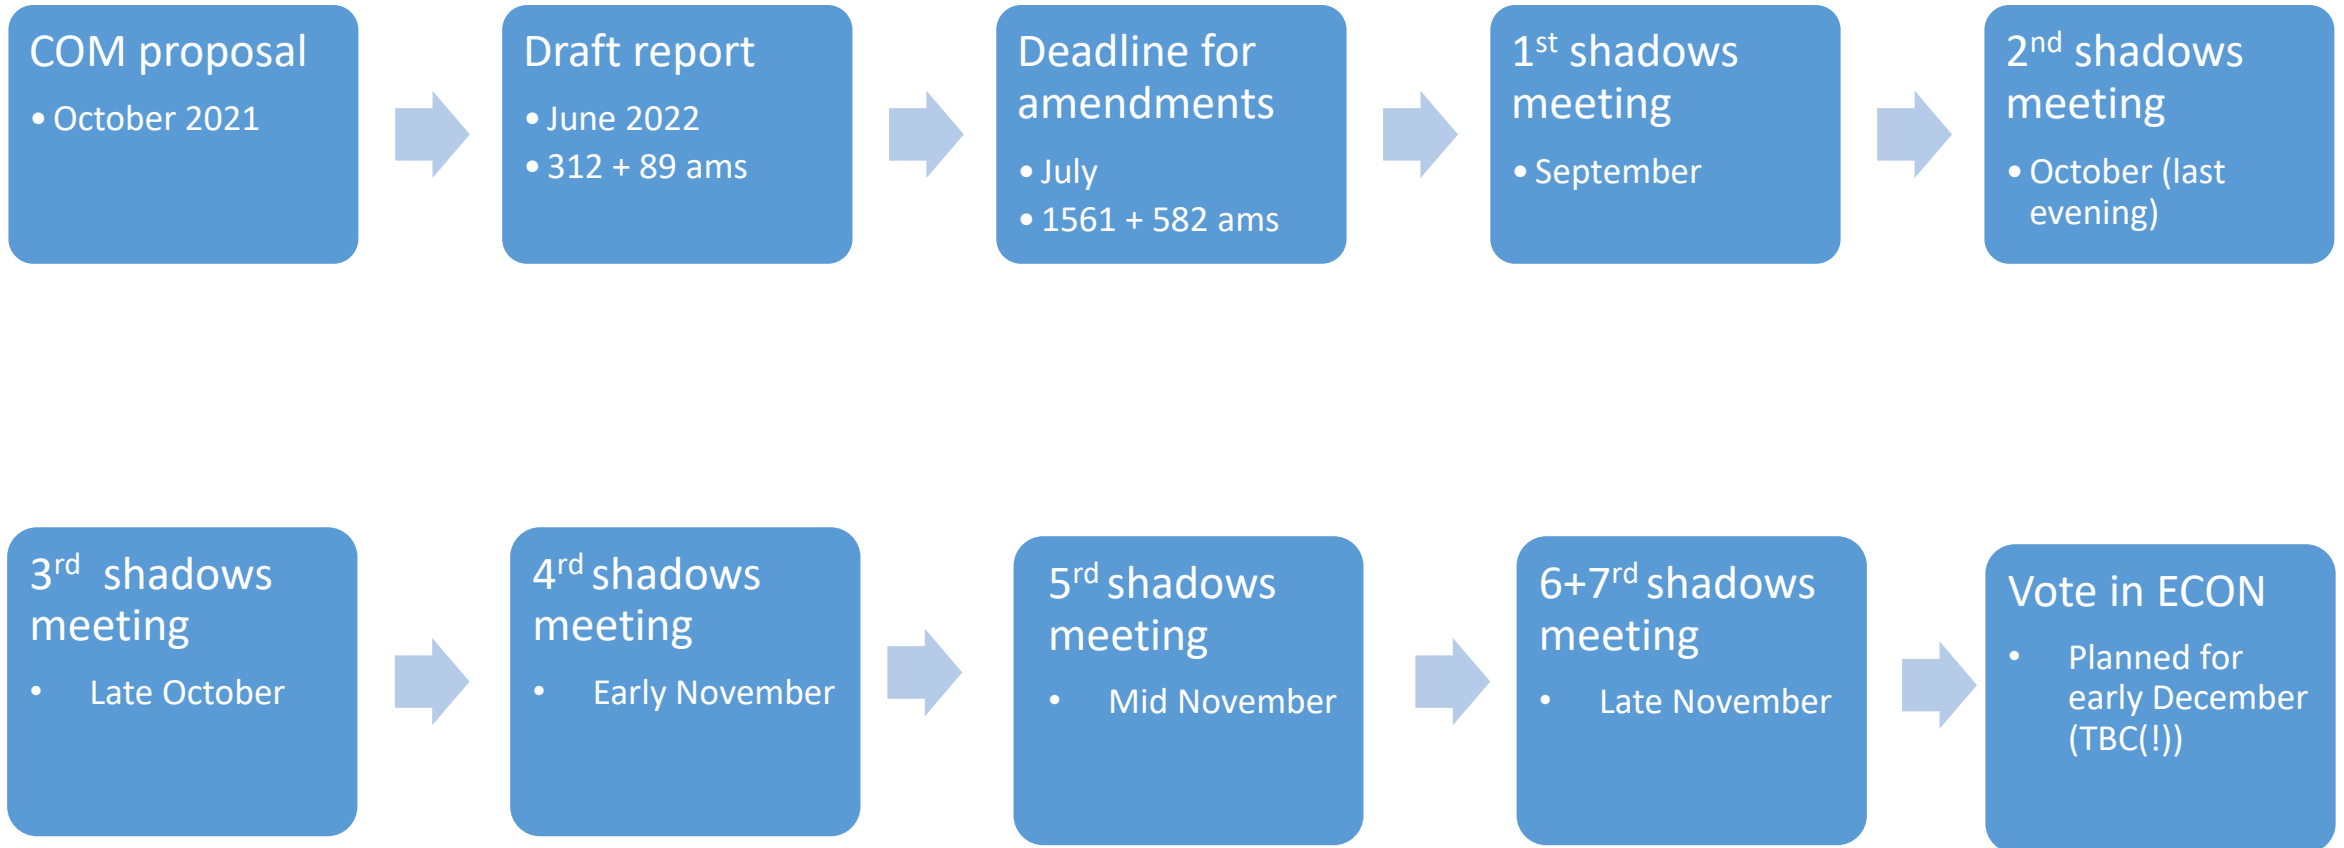 COM proposal
• October 2021
Draft report
• June 2022
• 312 + 89 ams
Deadline for
amendments
• July
• 1561 + 582 ams
1st shadows
meeting
• September
2nd shadows
meeting
• October (last
evening)
3rd shadows
meeting
• Late October
4rd shadows
meeting
• Early November
5rd shadows
meeting
• Mid November
6+7rd shadows
meeting
• Late November
Vote in ECON
• Planned for
early December
(TBC(!))